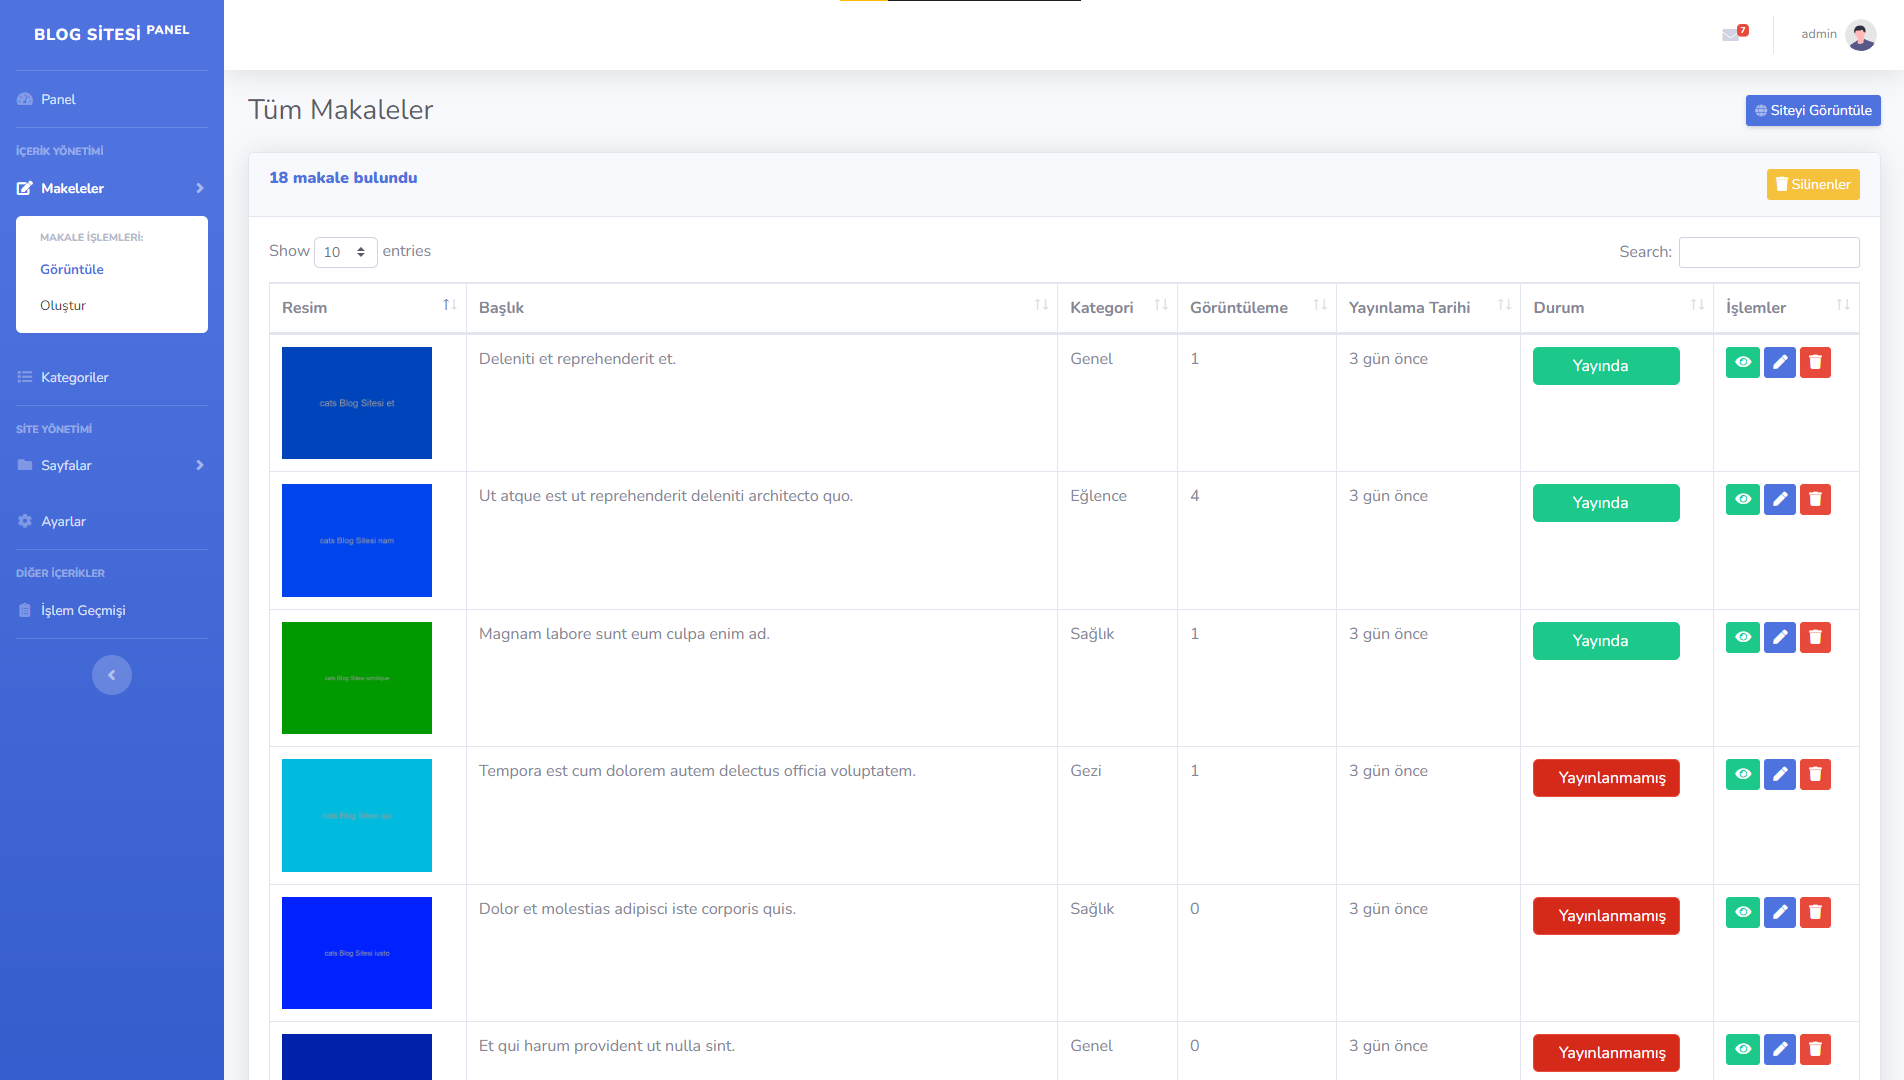 BLOG SİTESİ PANEL
7
admin
Panel
İÇERİK YÖNETİMİ
Makeleler
MAKALE İŞLEMLERİ:
Görüntüle
Oluştur
Kategoriler
SİTE YÖNETİMİ
Sayfalar
Ayarlar
DİĞER İÇERİKLER
İşlem Geçmişi
Tüm Makaleler
Siteyi Görüntüle
18 makale bulundu
Silinenler
Show 10 entries
Search:
Resim Başlık Kategori Görüntüleme Yayınlama Tarihi Durum İşlemler
cats Blog Sitesi et
Deleniti et reprehenderit et. Genel 1 3 gün önce Yayında
cats Blog Sitesi nam
Ut atque est ut reprehenderit deleniti architecto quo. Eğlence 4 3 gün önce Yayında
cats Blog Sitesi similique
Magnam labore sunt eum culpa enim ad. Sağlık 1 3 gün önce Yayında
cats Blog Sitesi
Tempora est cum dolorem autem delectus officia voluptatem. Gezi 1 3 gün önce Yayınlanmamış
cats Blog Sitesi iusto
Dolor et molestias adipisci iste corporis quis. Sağlık 0 3 gün önce Yayınlanmamış
Et qui harum provident ut nulla sint. Genel 0 3 gün önce Yayınlanmamış